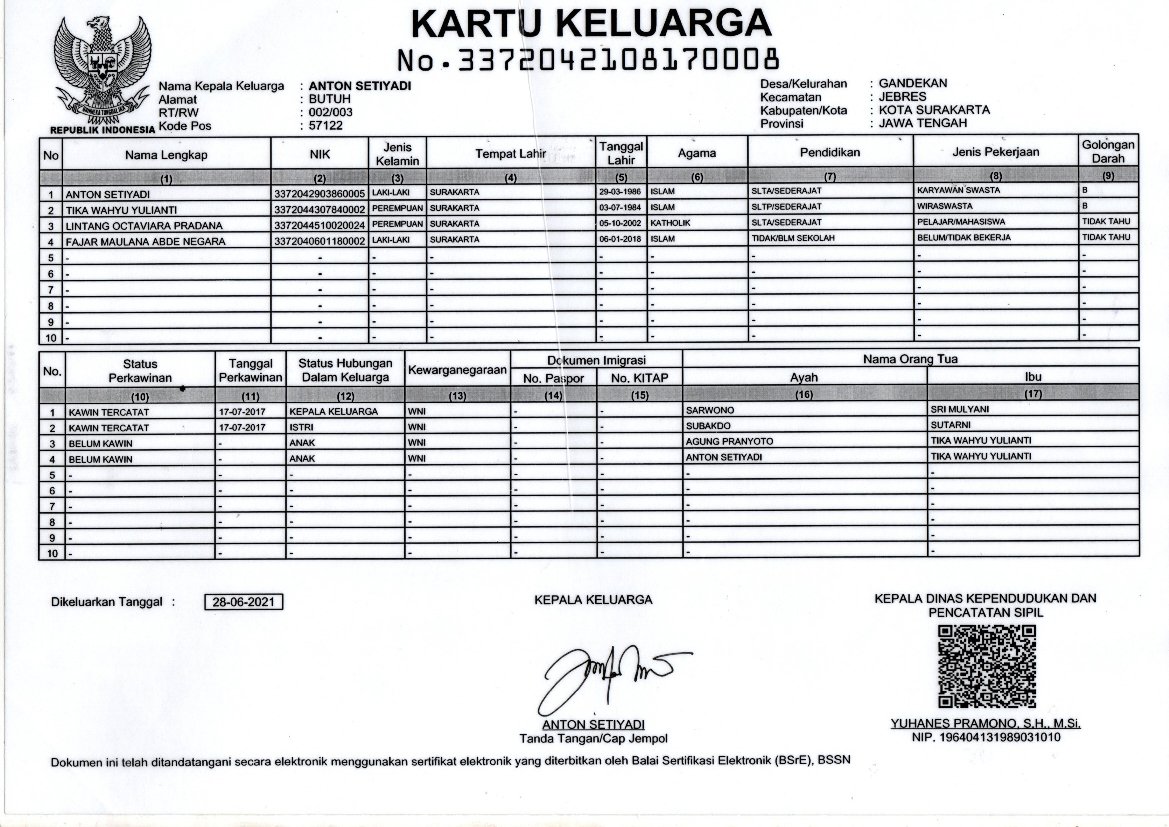 KARTU KELUARGA
No.3372042108170008
REPUBLIK INDONESIA
Nama Kepala Keluarga : ANTON SETIYADI
Alamat : BUTUH
RT/RW : 002/003
Kode Pos : 57122
Desa/Kelurahan : GANDEKAN
Kecamatan : JEBRES
Kabupaten/Kota : KOTA SURAKARTA
Provinsi : JAWA TENGAH
No Nama Lengkap NIK Jenis Kelamin Tempat Lahir Tanggal Lahir Agama Pendidikan Jenis Pekerjaan Golongan Darah
(1) (2) (3) (4) (5) (6) (7) (8) (9)
1 ANTON SETIYADI 3372042903860005 LAKI-LAKI SURAKARTA 29-03-1986 ISLAM SLTA/SEDERAJAT KARYAWAN SWASTA B
2 TIKA WAHYU YULIANTI 3372044307840002 PEREMPUAN SURAKARTA 03-07-1984 ISLAM SLTP/SEDERAJAT WIRASWASTA B
3 LINTANG OCTAVIARA PRADANA 3372044510020024 PEREMPUAN SURAKARTA 05-10-2002 KATHOLIK SLTA/SEDERAJAT PELAJAR/MAHASISWA TIDAK TAHU
4 FAJAR MAULANA ABDE NEGARA 3372040601180002 LAKI-LAKI SURAKARTA 06-01-2018 ISLAM TIDAK/BLM SEKOLAH BELUM/TIDAK BEKERJA TIDAK TAHU
5 - - - - - - - - -
6 - - - - - - - - -
7 - - - - - - - - -
8 - - - - - - - - -
9 - - - - - - - - -
10 - - - - - - - - -
No. Status Perkawinan Tanggal Perkawinan Status Hubungan Dalam Keluarga Kewarganegaraan Dokumen Imigrasi Nama Orang Tua
No. Paspor No. KITAP Ayah Ibu
(10) (11) (12) (13) (14) (15) (16) (17)
1 KAWIN TERCATAT 17-07-2017 KEPALA KELUARGA WNI - - SARWONO SRI MULYANI
2 KAWIN TERCATAT 17-07-2017 ISTRI WNI - - SUBAKDO SUTARNI
3 BELUM KAWIN - ANAK WNI - - AGUNG PRANYOTO TIKA WAHYU YULIANTI
4 BELUM KAWIN - ANAK WNI - - ANTON SETIYADI TIKA WAHYU YULIANTI
5 - - - - - - - -
6 - - - - - - - -
7 - - - - - - - -
8 - - - - - - - -
9 - - - - - - - -
10 - - - - - - - -
Dikeluarkan Tanggal : 28-06-2021
KEPALA KELUARGA
ANTON SETIYADI
Tanda Tangan/Cap Jempol
KEPALA DINAS KEPENDUDUKAN DAN
PENCATATAN SIPIL
YUHANES PRAMONO, S.H., M.Si.
NIP. 196404131989031010
Dokumen ini telah ditandatangani secara elektronik menggunakan sertifikat elektronik yang diterbitkan oleh Balai Sertifikasi Elektronik (BSrE), BSSN